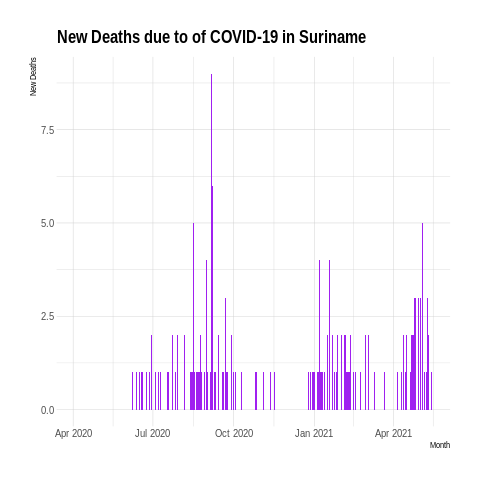 New Deaths due to of COVID-19 in Suriname
New Deaths
7.5
5.0
2.5
0.0
Apr 2020 Jul 2020 Oct 2020 Jan 2021 Apr 2021
Month